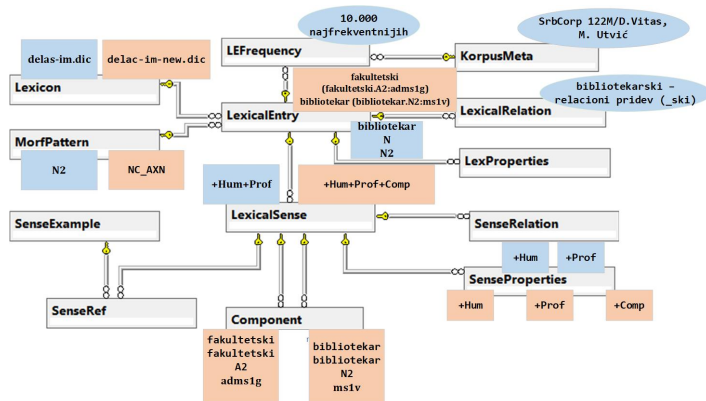 10.000
najfrekventnijih
SrbCorp 122M/D.Vitas,
M. Utvić
LEFrequency
KorpusMeta
delas-im.dic
delac-im-new.dic
Lexicon
fakultetski
(fakultetski.A2:adms1g)
bibliotekar (bibliotekar.N2:ms1v)
bibliotekarski –
relacioni pridev (_ski)
LexicalEntry
LexicalRelation
MorfPattern
bibliotekar
N
N2
LexProperties
N2
NC_AXN
+Hum+Prof
+Hum+Prof+Comp
SenseExample
LexicalSense
SenseRelation
+Hum
+Prof
SenseProperties
+Hum
+Prof
+Comp
SenseRef
Component
fakultetski
fakultetski
A2
adms1g
bibliotekar
bibliotekar
N2
ms1v